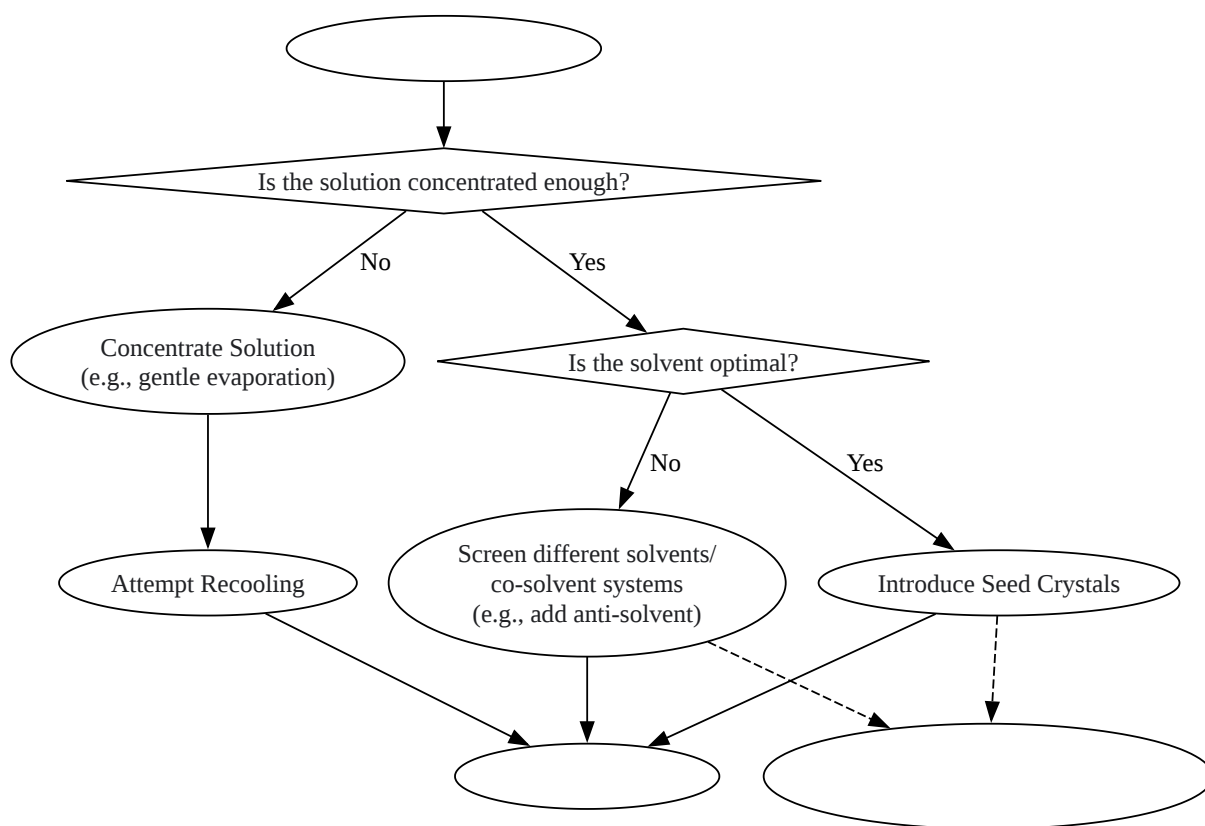 Is the solution concentrated enough?
No
Yes
Concentrate Solution
(e.g., gentle evaporation)
Is the solvent optimal?
No
Yes
Attempt Recooling
Screen different solvents/
co-solvent systems
(e.g., add anti-solvent)
Introduce Seed Crystals